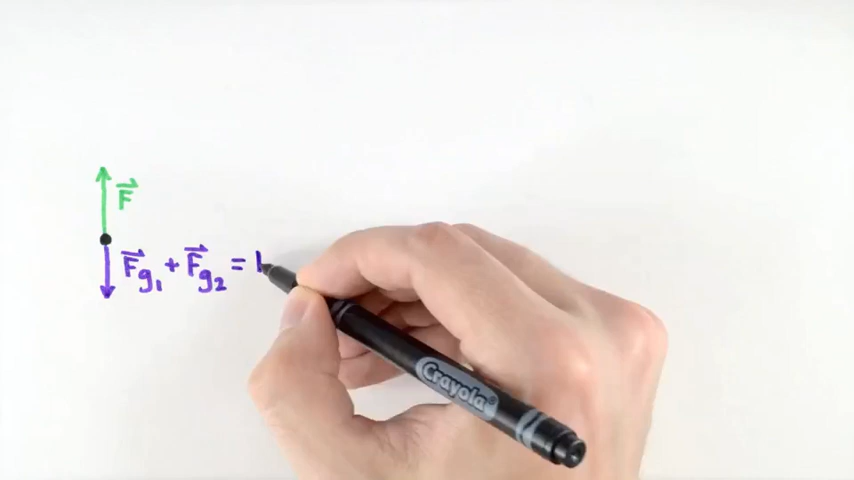 F⃗
F⃗g₁ + F⃗g₂ =
Crayola